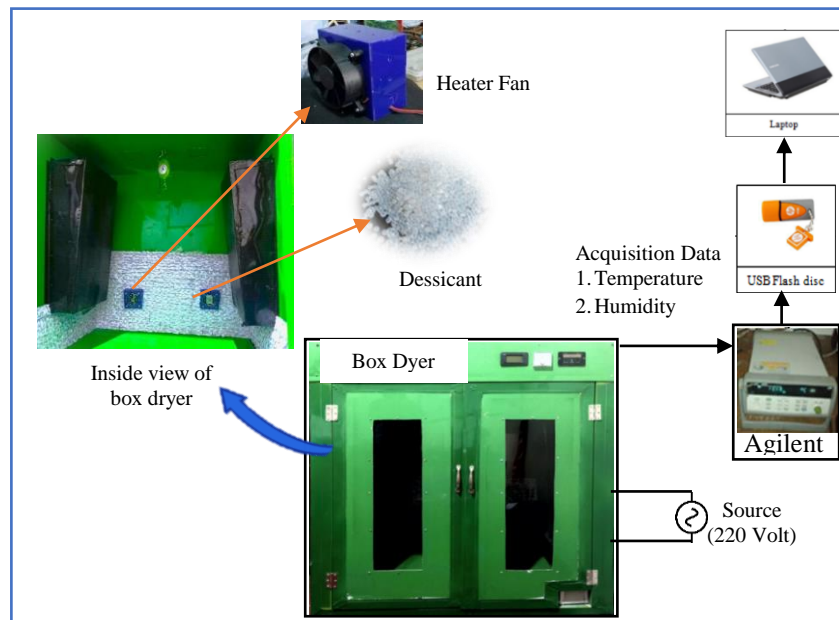 Heater Fan
Laptop
Dessicant
Acquisition Data
1. Temperature
2. Humidity
USB Flash disc
Inside view of
box dryer
Box Dyer
Agilent
Source
(220 Volt)